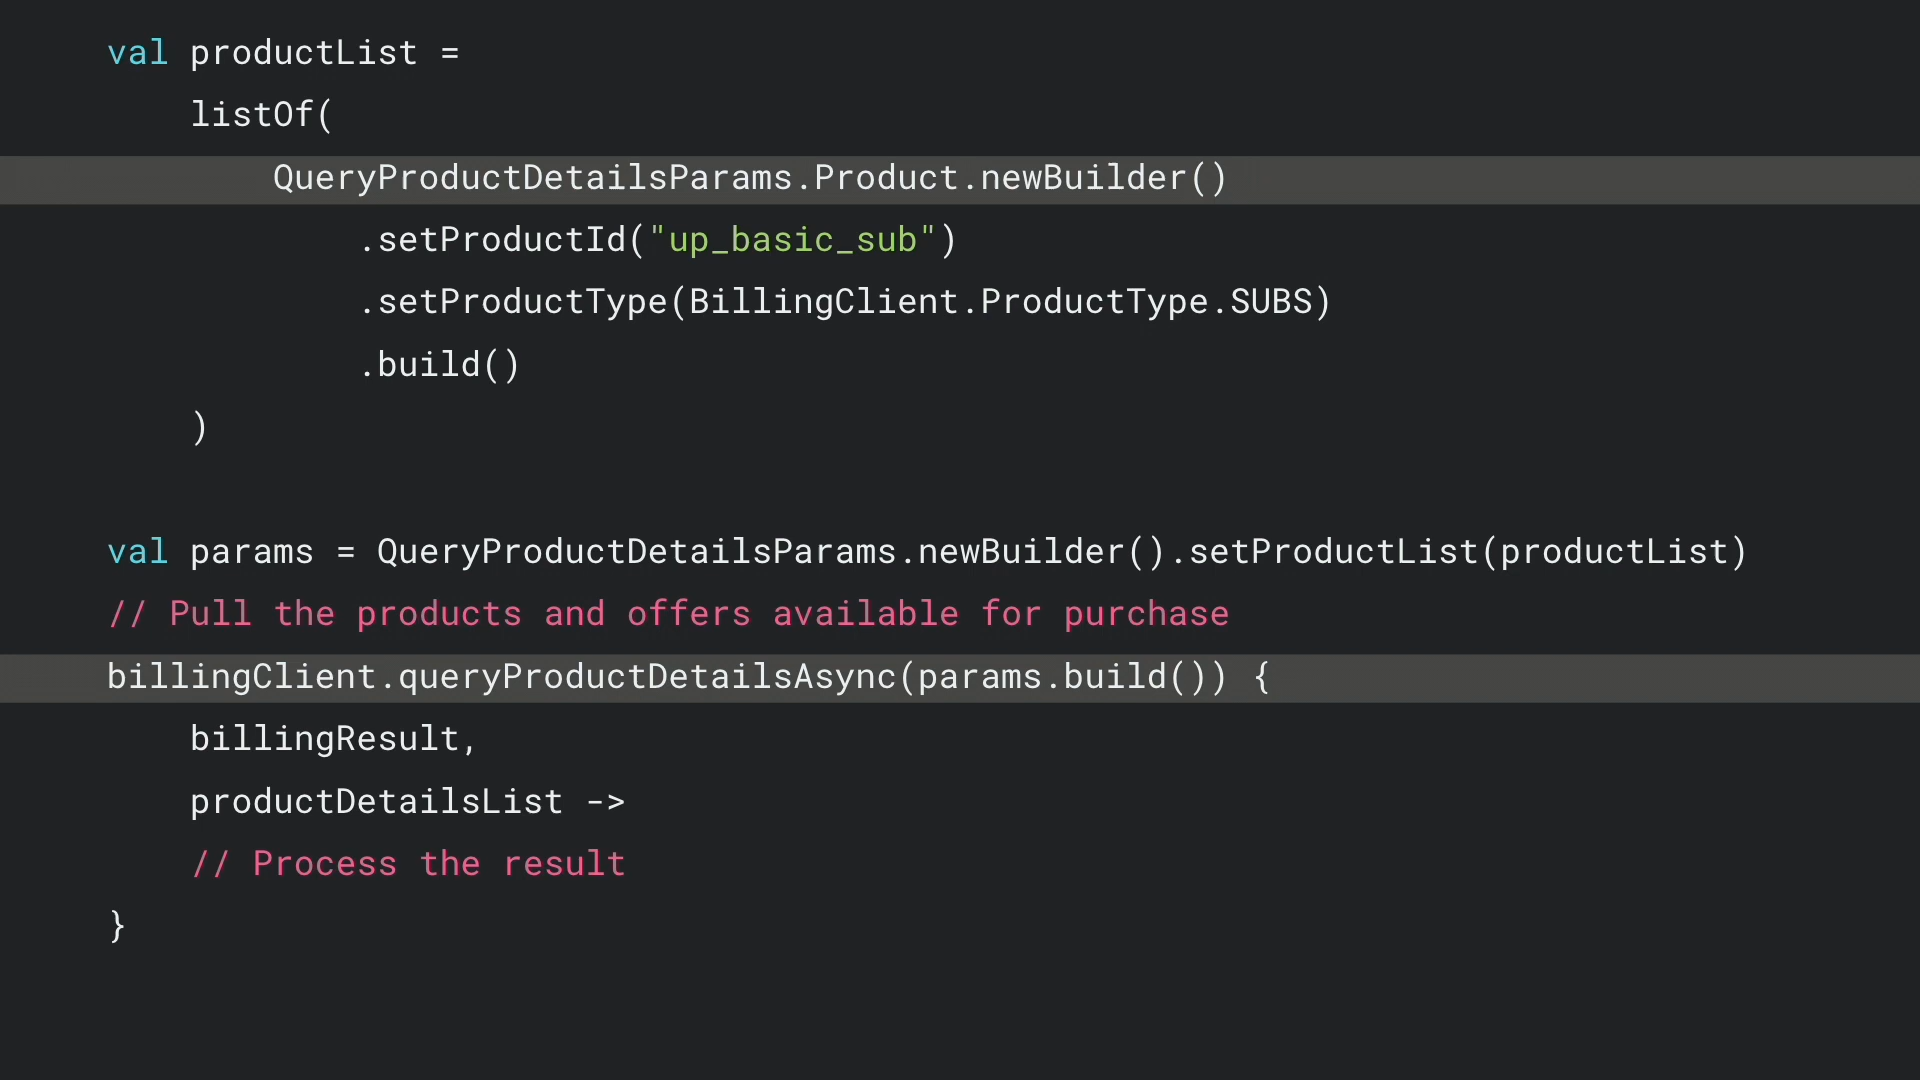 val productList =
    listOf(
        QueryProductDetailsParams.Product.newBuilder()
            .setProductId("up_basic_sub")
            .setProductType(BillingClient.ProductType.SUBS)
            .build()
    )

val params = QueryProductDetailsParams.newBuilder().setProductList(productList)
// Pull the products and offers available for purchase
billingClient.queryProductDetailsAsync(params.build()) {
    billingResult,
    productDetailsList ->
    // Process the result
}